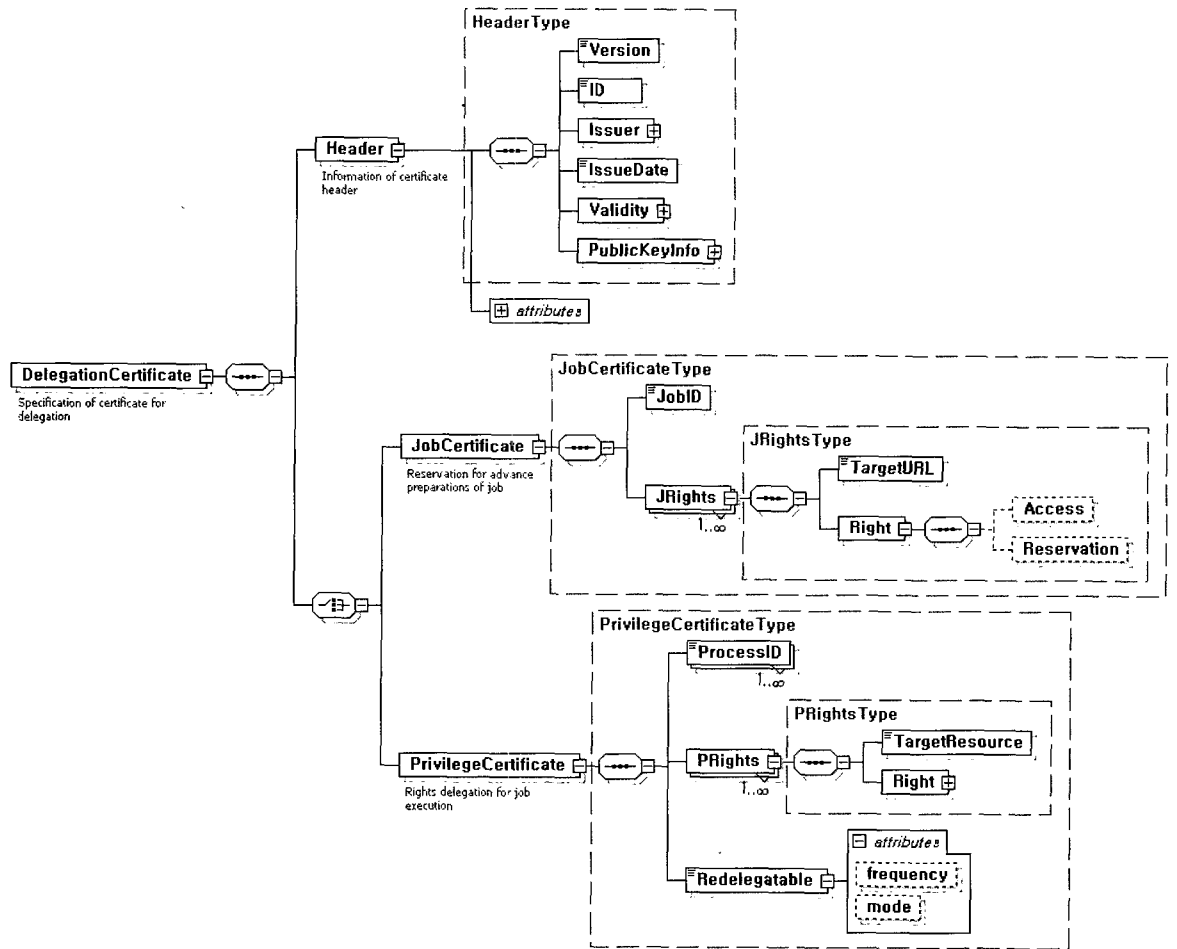 HeaderType
Version
ID
Issuer
IssueDate
Validity
PublicKeyInfo
Header
Information of certificate
header
attributes
DelegationCertificate
Specification of certificate for
delegation
JobCertificateType
JobID
JobCertificate
Reservation for advance
preparations of job
JRightsType
TargetURL
JRights
1..∞
Right
Access
Reservation
PrivilegeCertificateType
ProcessID
1..∞
PRightsType
TargetResource
PRights
1..∞
Right
PrivilegeCertificate
Rights delegation for job
execution
attributes
Redelegatable
frequency
mode